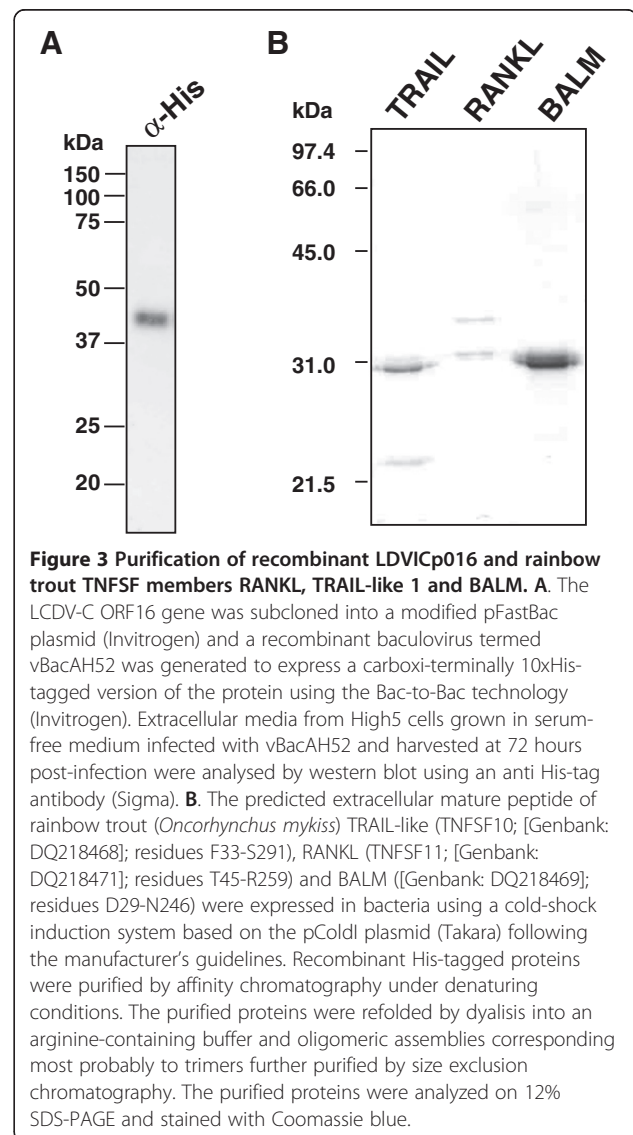 A
α-His
kDa
150
100
75
50
37
25
20
B
TRAIL
RANKL
BALM
kDa
97.4
66.0
45.0
31.0
21.5
Figure 3 Purification of recombinant LDVICp016 and rainbow
trout TNFSF members RANKL, TRAIL-like 1 and BALM. A. The
LCDV-C ORF16 gene was subcloned into a modified pFastBac
plasmid (Invitrogen) and a recombinant baculovirus termed
vBacAH52 was generated to express a carboxi-terminally 10xHis-
tagged version of the protein using the Bac-to-Bac technology
(Invitrogen). Extracellular media from High5 cells grown in serum-
free medium infected with vBacAH52 and harvested at 72 hours
post-infection were analysed by western blot using an anti His-tag
antibody (Sigma). B. The predicted extracellular mature peptide of
rainbow trout (Oncorhynchus mykiss) TRAIL-like (TNFSF10; [Genbank:
DQ218468]; residues F33-S291), RANKL (TNFSF11; [Genbank:
DQ218471]; residues T45-R259) and BALM ([Genbank: DQ218469];
residues D29-N246) were expressed in bacteria using a cold-shock
induction system based on the pColdI plasmid (Takara) following
the manufacturer's guidelines. Recombinant His-tagged proteins
were purified by affinity chromatography under denaturing
conditions. The purified proteins were refolded by dyalisis into an
arginine-containing buffer and oligomeric assemblies corresponding
most probably to trimers further purified by size exclusion
chromatography. The purified proteins were analyzed on 12%
SDS-PAGE and stained with Coomassie blue.